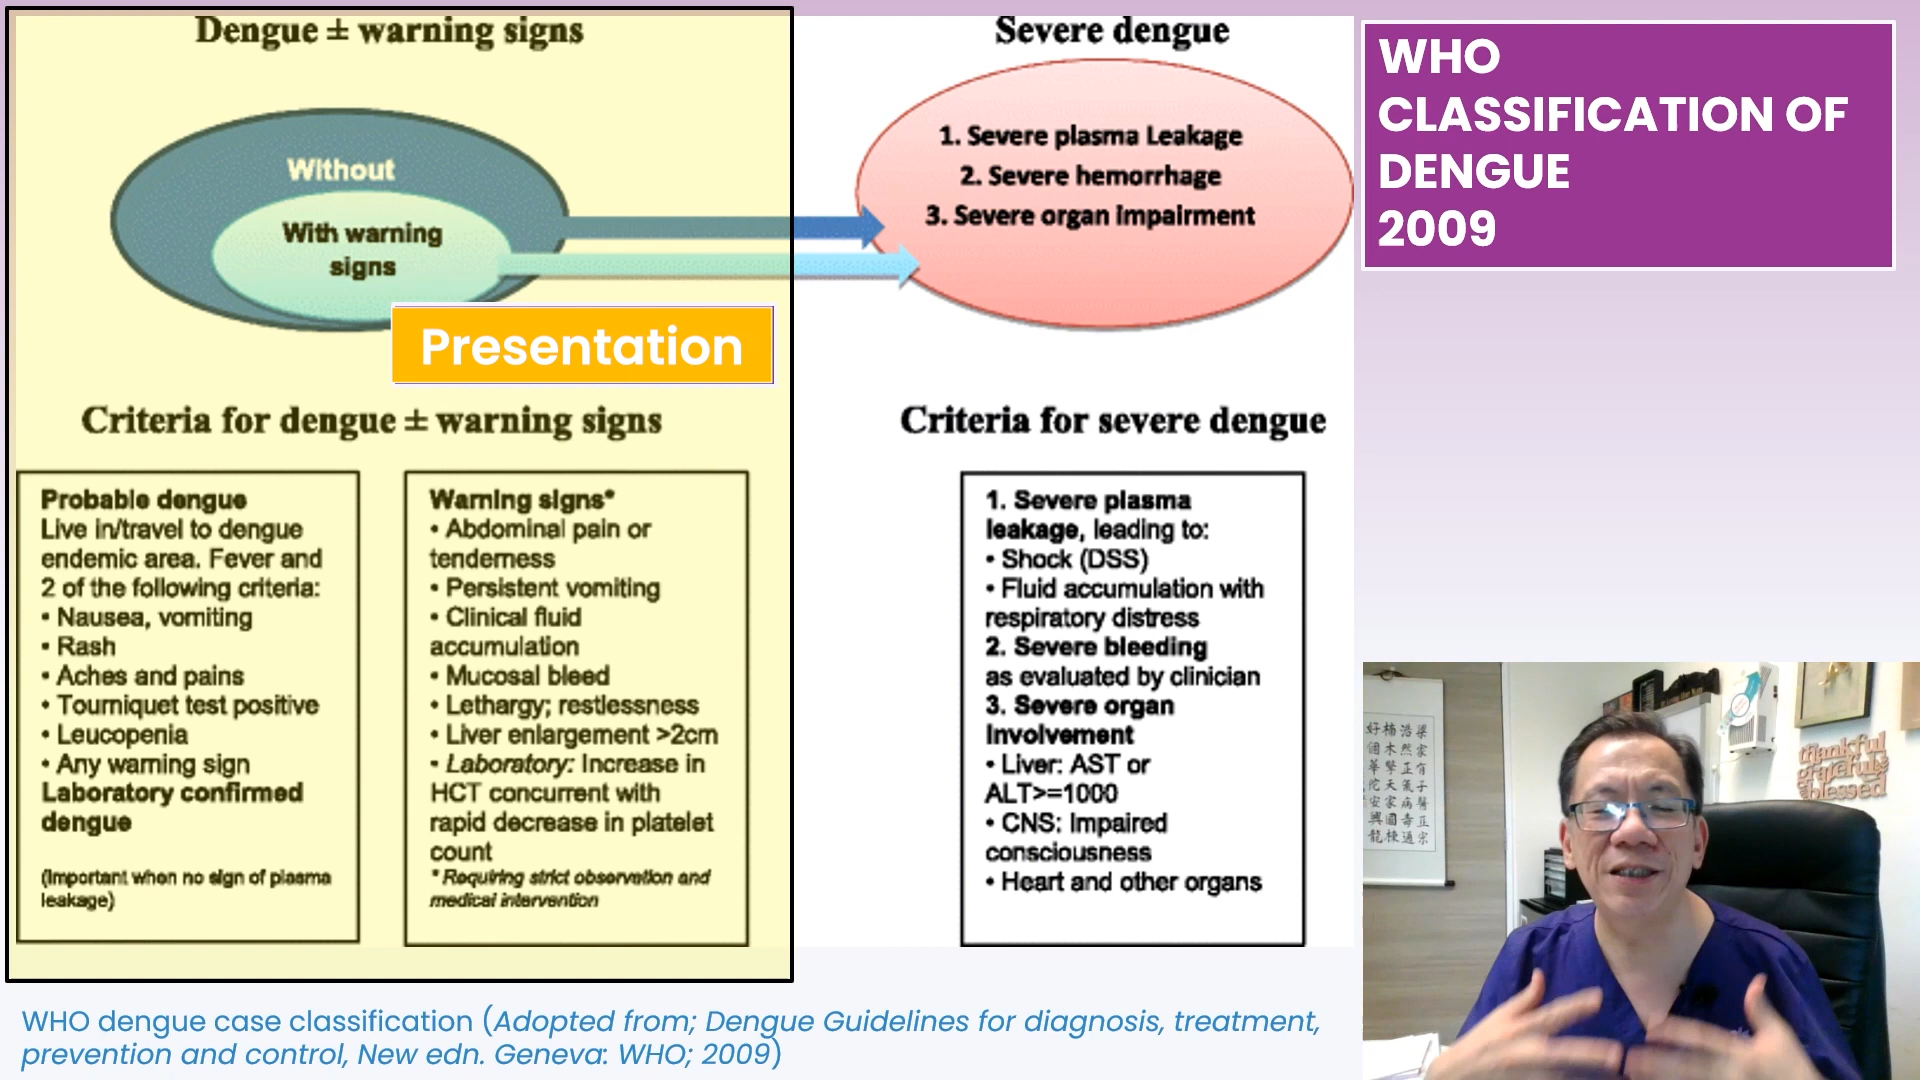 Dengue ± warning signs
Without
With warning
signs
Presentation
Severe dengue
1. Severe plasma Leakage
2. Severe hemorrhage
3. Severe organ impairment
WHO
CLASSIFICATION OF
DENGUE
2009
Criteria for dengue ± warning signs
Probable dengue
Live in/travel to dengue
endemic area. Fever and
2 of the following criteria:
• Nausea, vomiting
• Rash
• Aches and pains
• Tourniquet test positive
• Leucopenia
• Any warning sign
Laboratory confirmed
dengue
(Important when no sign of plasma
leakage)
Warning signs*
• Abdominal pain or
tenderness
• Persistent vomiting
• Clinical fluid
accumulation
• Mucosal bleed
• Lethargy; restlessness
• Liver enlargement >2cm
• Laboratory: Increase in
HCT concurrent with
rapid decrease in platelet
count
* Requiring strict observation and
medical intervention
Criteria for severe dengue
1. Severe plasma
leakage, leading to:
• Shock (DSS)
• Fluid accumulation with
respiratory distress
2. Severe bleeding
as evaluated by clinician
3. Severe organ
involvement
• Liver: AST or
ALT>=1000
• CNS: Impaired
consciousness
• Heart and other organs
WHO dengue case classification (Adopted from; Dengue Guidelines for diagnosis, treatment,
prevention and control, New edn. Geneva: WHO; 2009)
thankful
grateful &
blessed